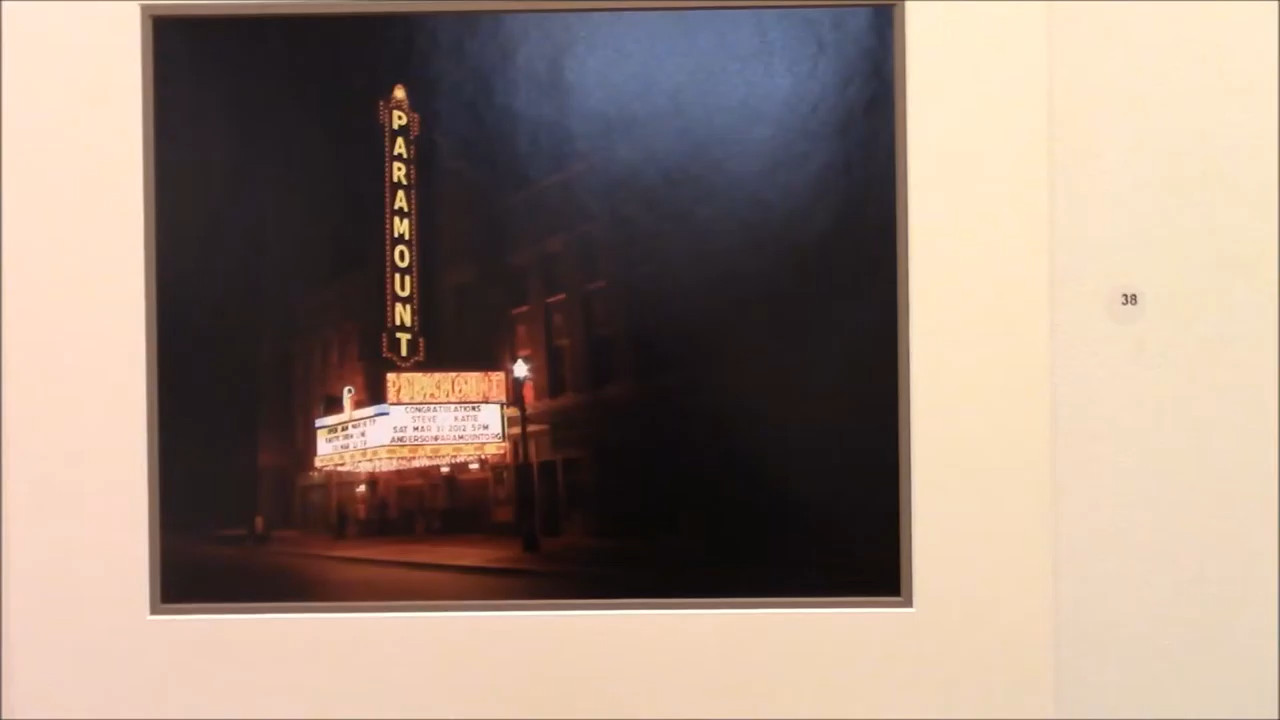 PARAMOUNT
PARAMOUNT
CONGRATULATIONS
STEVE KATIE
SAT MAR 31 2012 5PM
ANDERSONPARAMOUNT.ORG
38